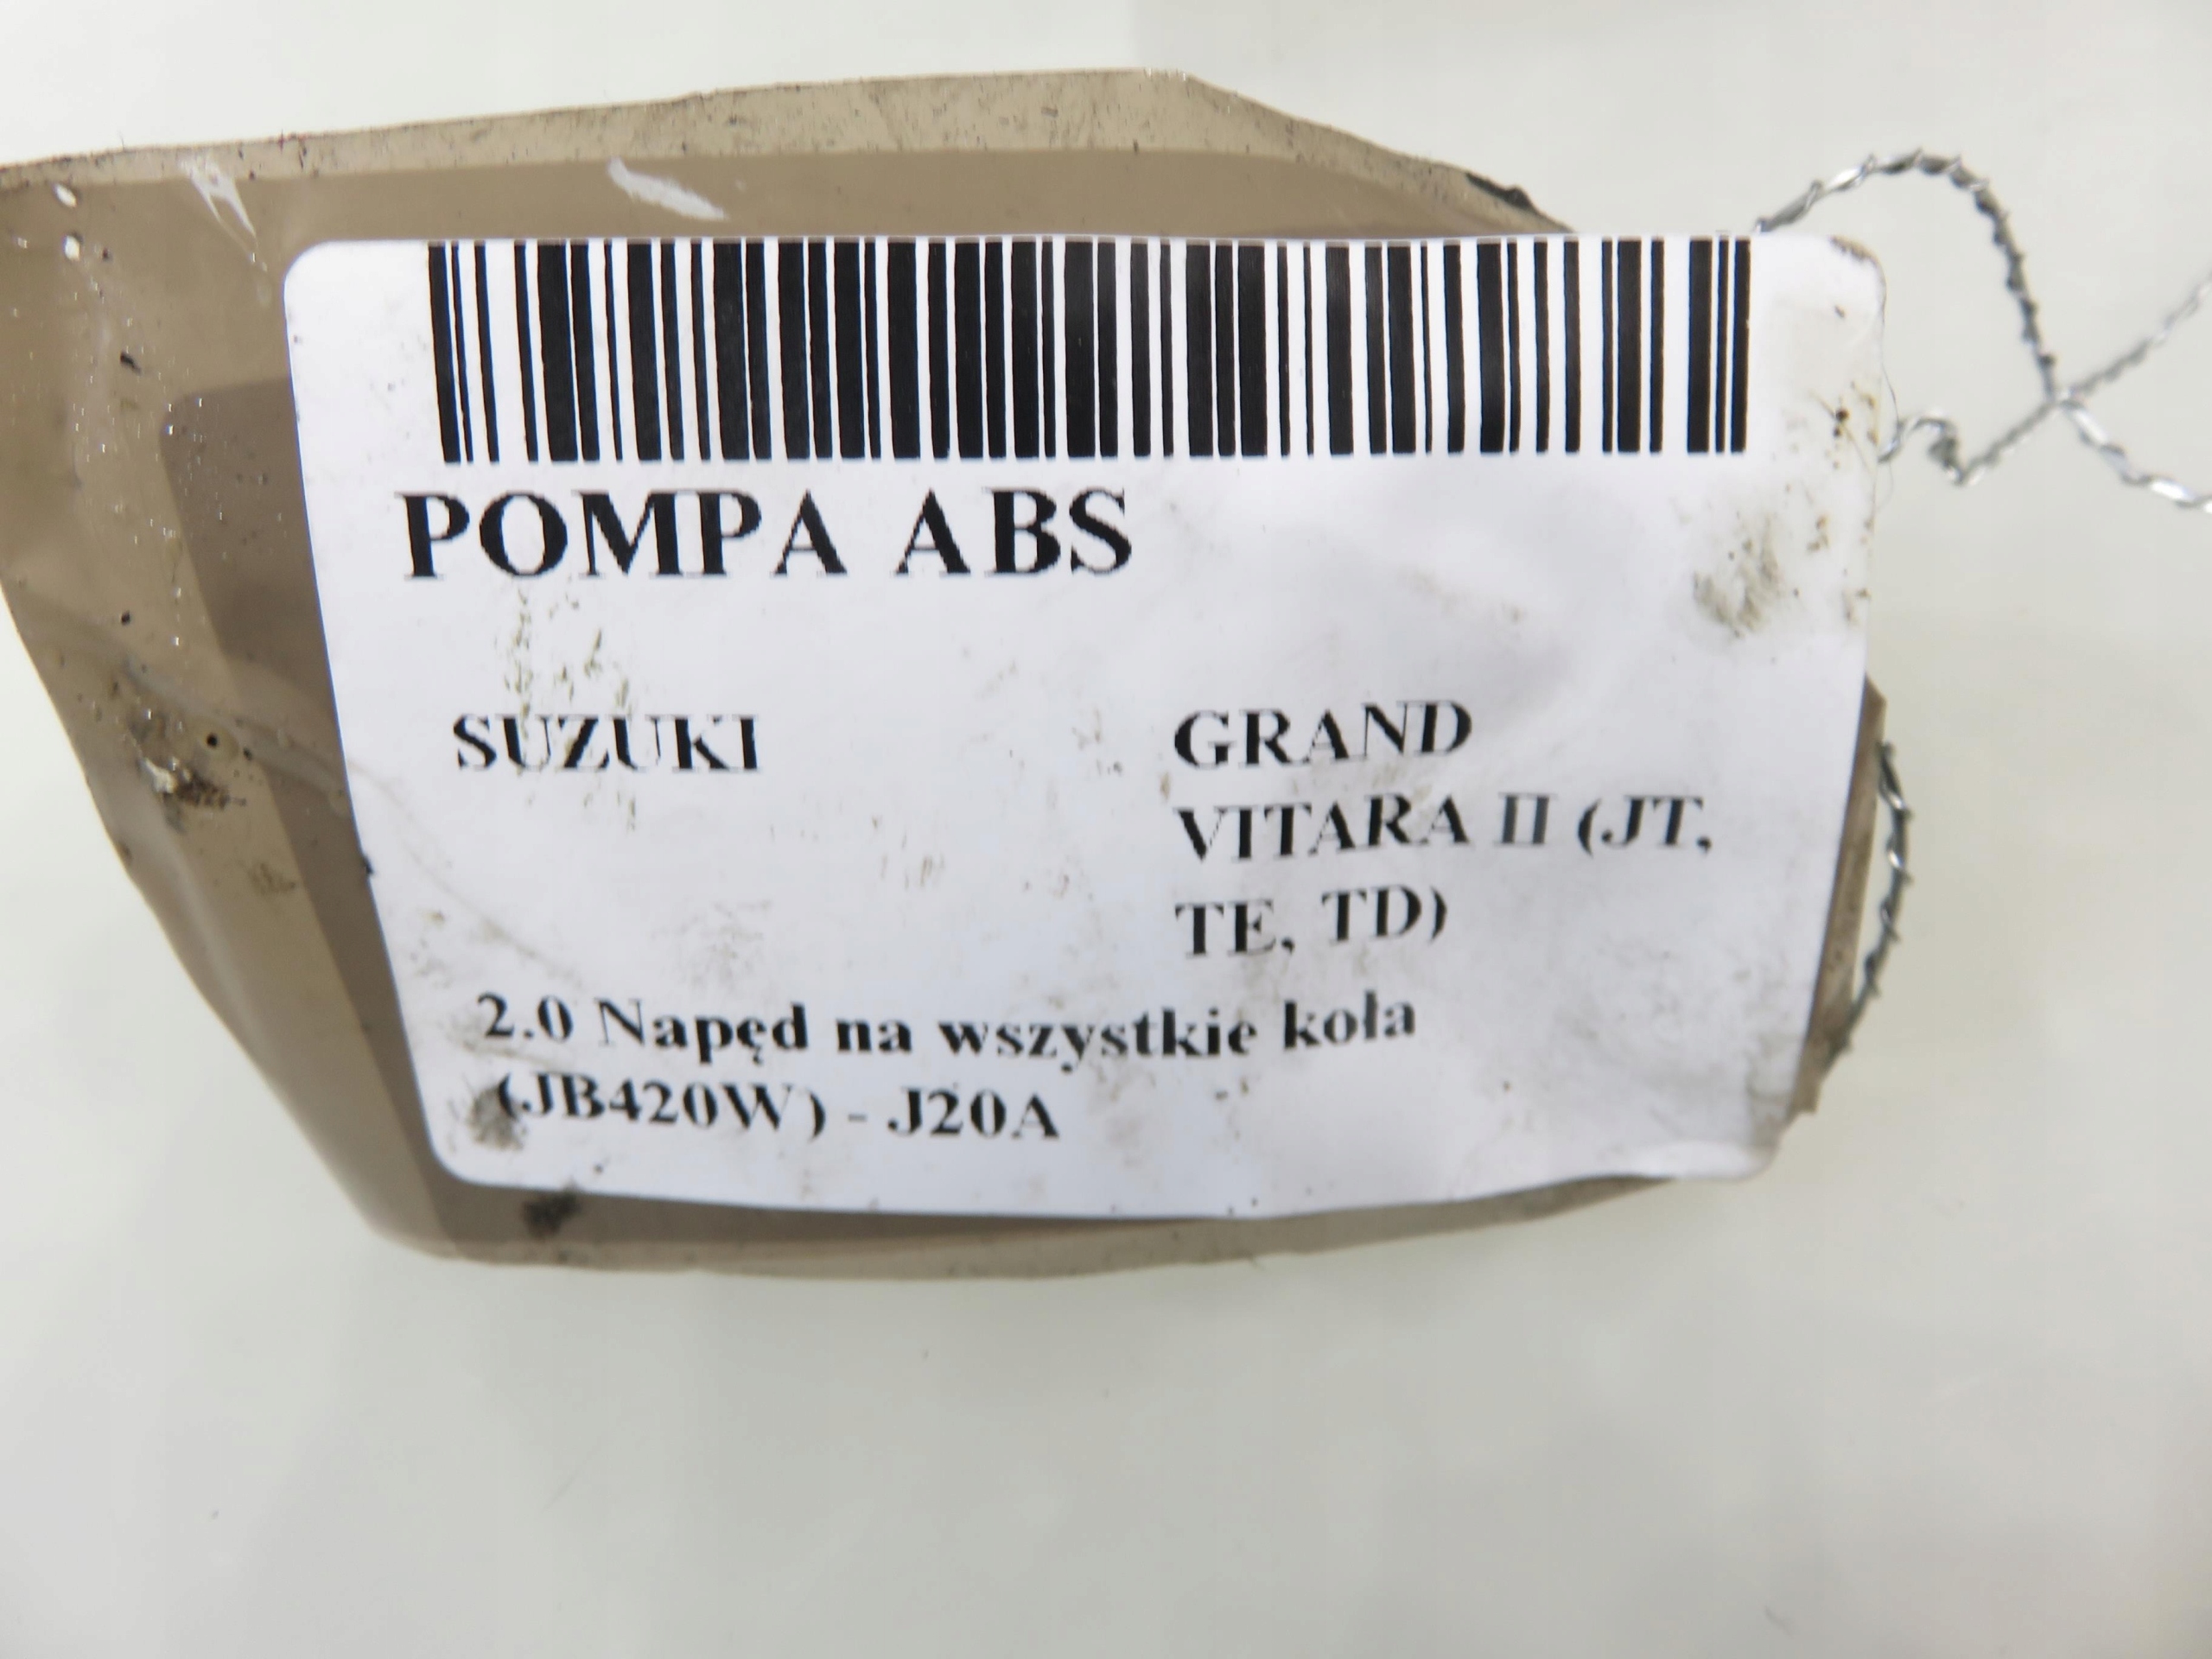 POMPA ABS
SUZUKI
GRAND
VITARA II (JT,
TE, TD)
2.0 Napęd na wszystkie koła
(JB420W) - J20A